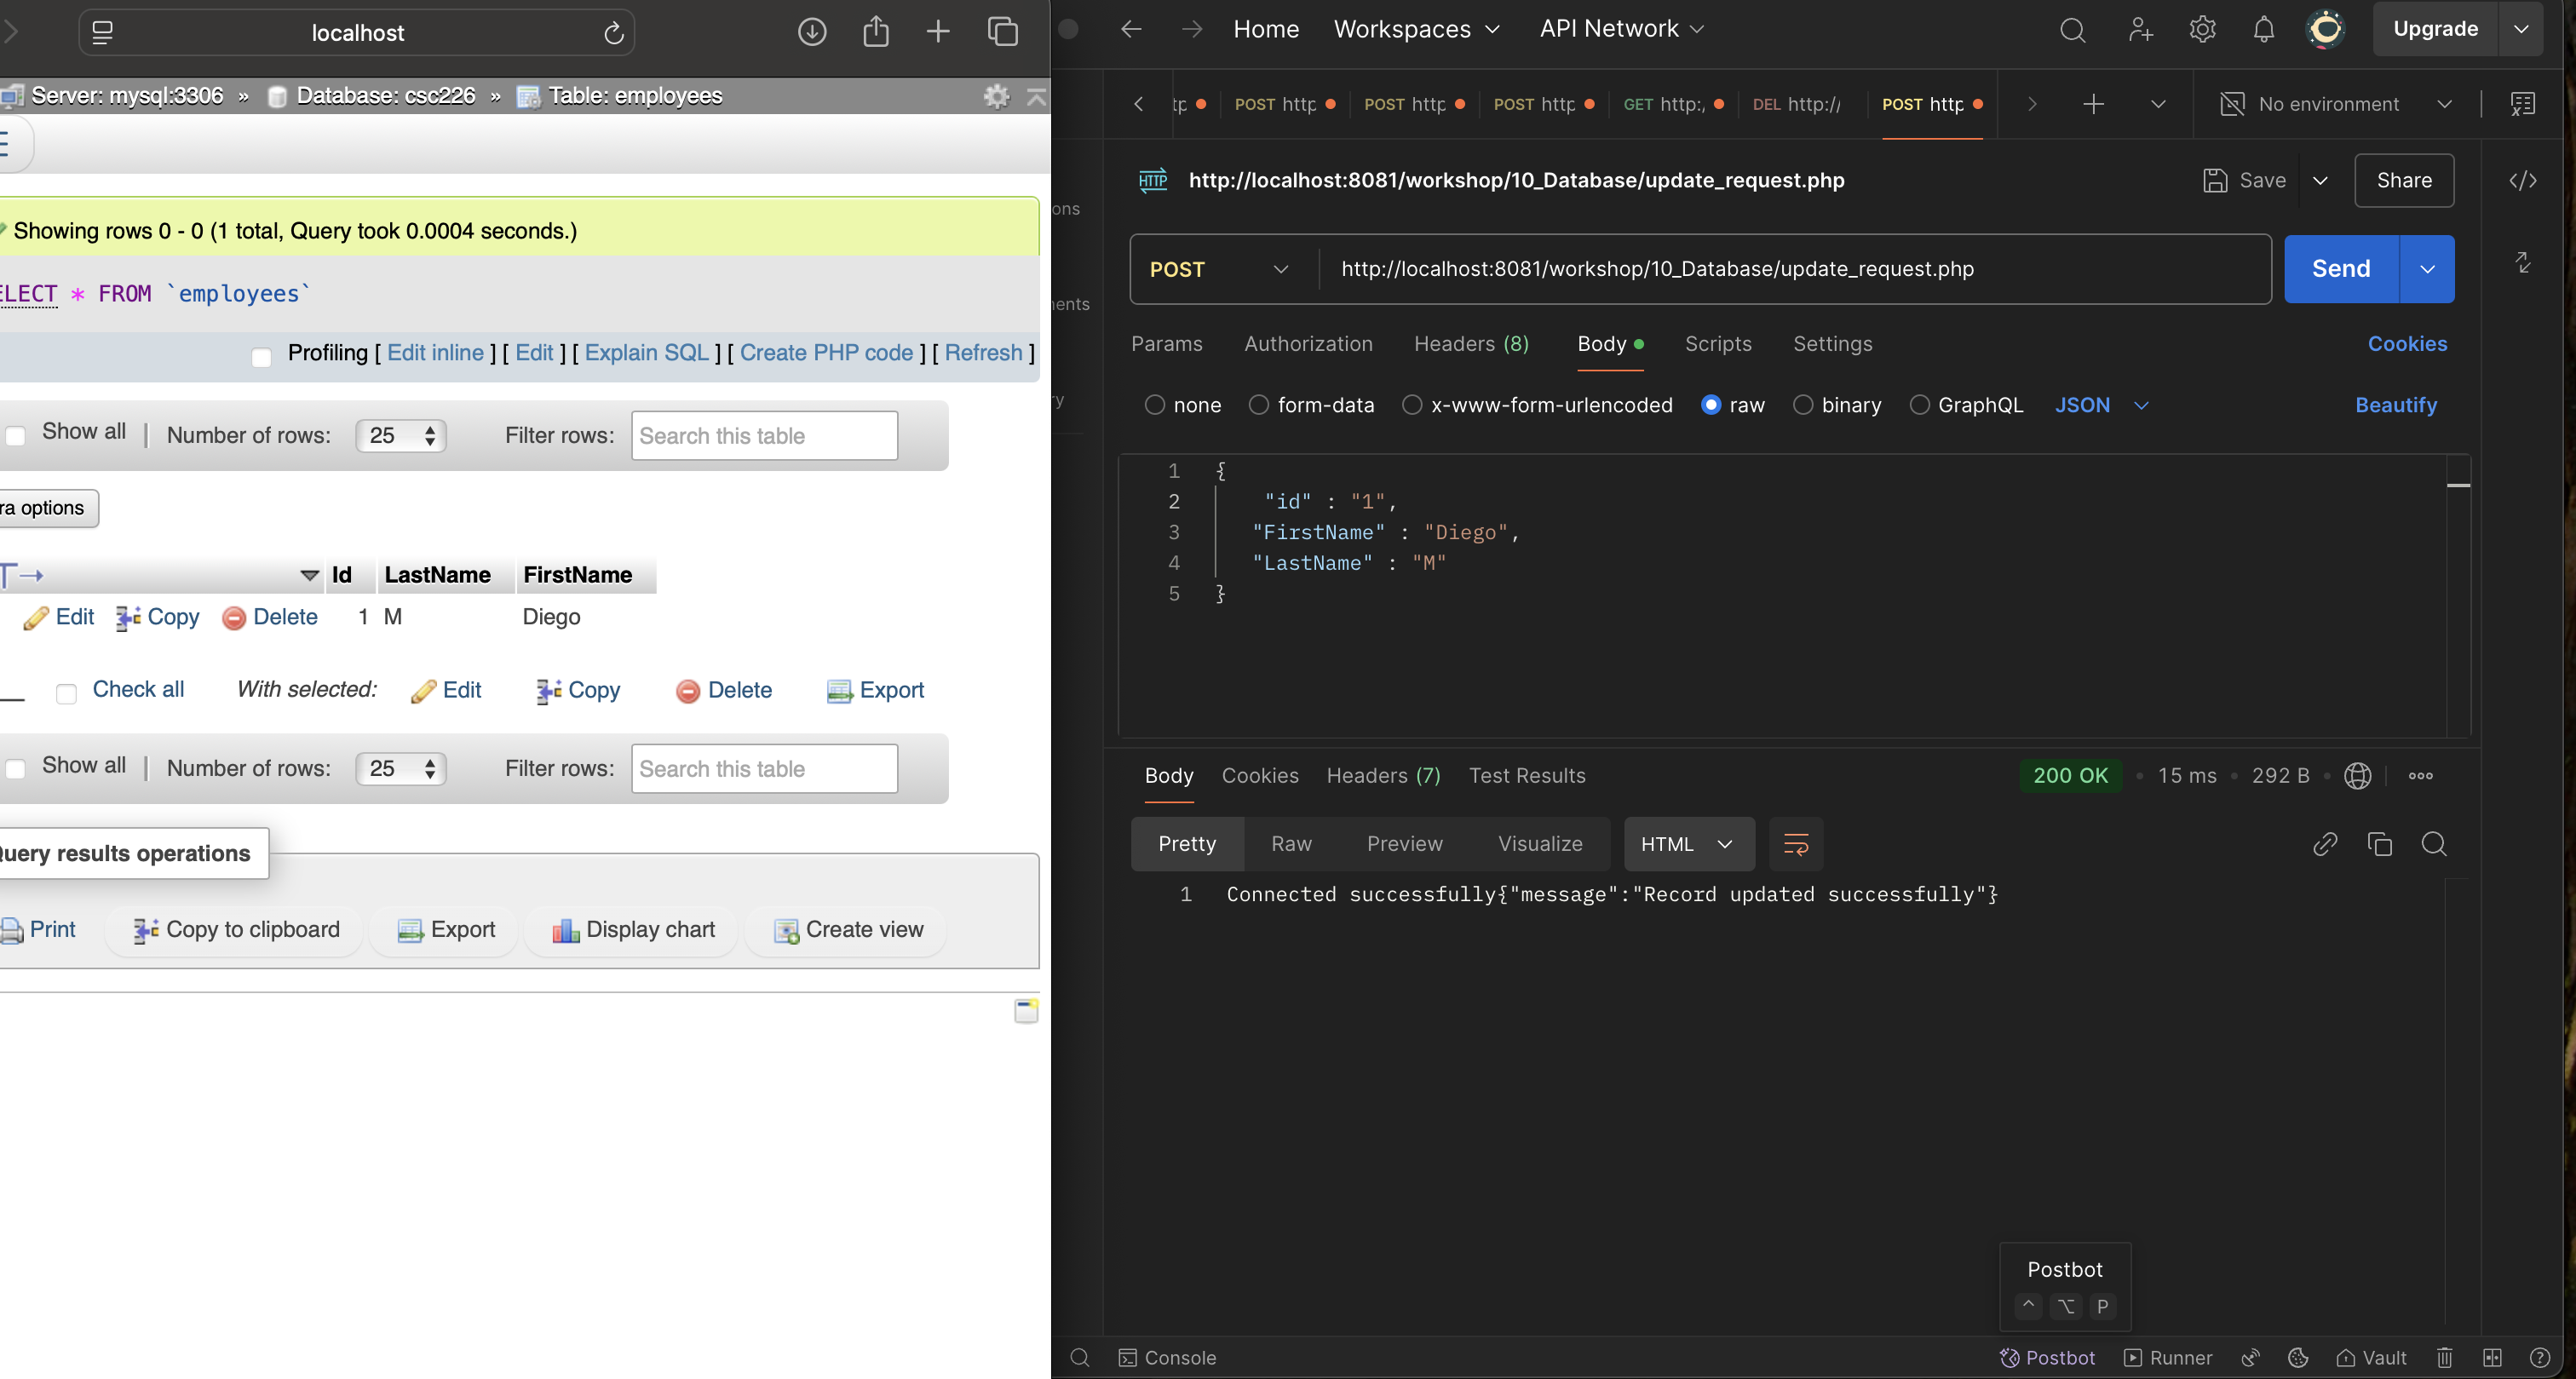 localhost
Server: mysql:3306 » Database: csc226 » Table: employees
Showing rows 0 - 0 (1 total, Query took 0.0004 seconds.)
ELECT * FROM `employees`
Profiling [ Edit inline ] [ Edit ] [ Explain SQL ] [ Create PHP code ] [ Refresh ]
Show all | Number of rows: 25 Filter rows: Search this table
ra options
T→ Id LastName FirstName
Edit Copy Delete 1 M Diego
Check all With selected: Edit Copy Delete Export
Show all | Number of rows: 25 Filter rows: Search this table
Query results operations
Print Copy to clipboard Export Display chart Create view
Home Workspaces API Network Upgrade
tp POST http POST http POST http GET http:, DEL http:// POST http No environment
ons
ents
ry
HTTP http://localhost:8081/workshop/10_Database/update_request.php Save Share
POST http://localhost:8081/workshop/10_Database/update_request.php Send
Params Authorization Headers (8) Body Scripts Settings Cookies
none form-data x-www-form-urlencoded raw binary GraphQL JSON Beautify
1 {
2 "id" : "1",
3 "FirstName" : "Diego",
4 "LastName" : "M"
5 }
Body Cookies Headers (7) Test Results 200 OK • 15 ms • 292 B •
Pretty Raw Preview Visualize HTML
1 Connected successfully{"message":"Record updated successfully"}
Postbot
^ ⌥ P
Console Postbot Runner Vault